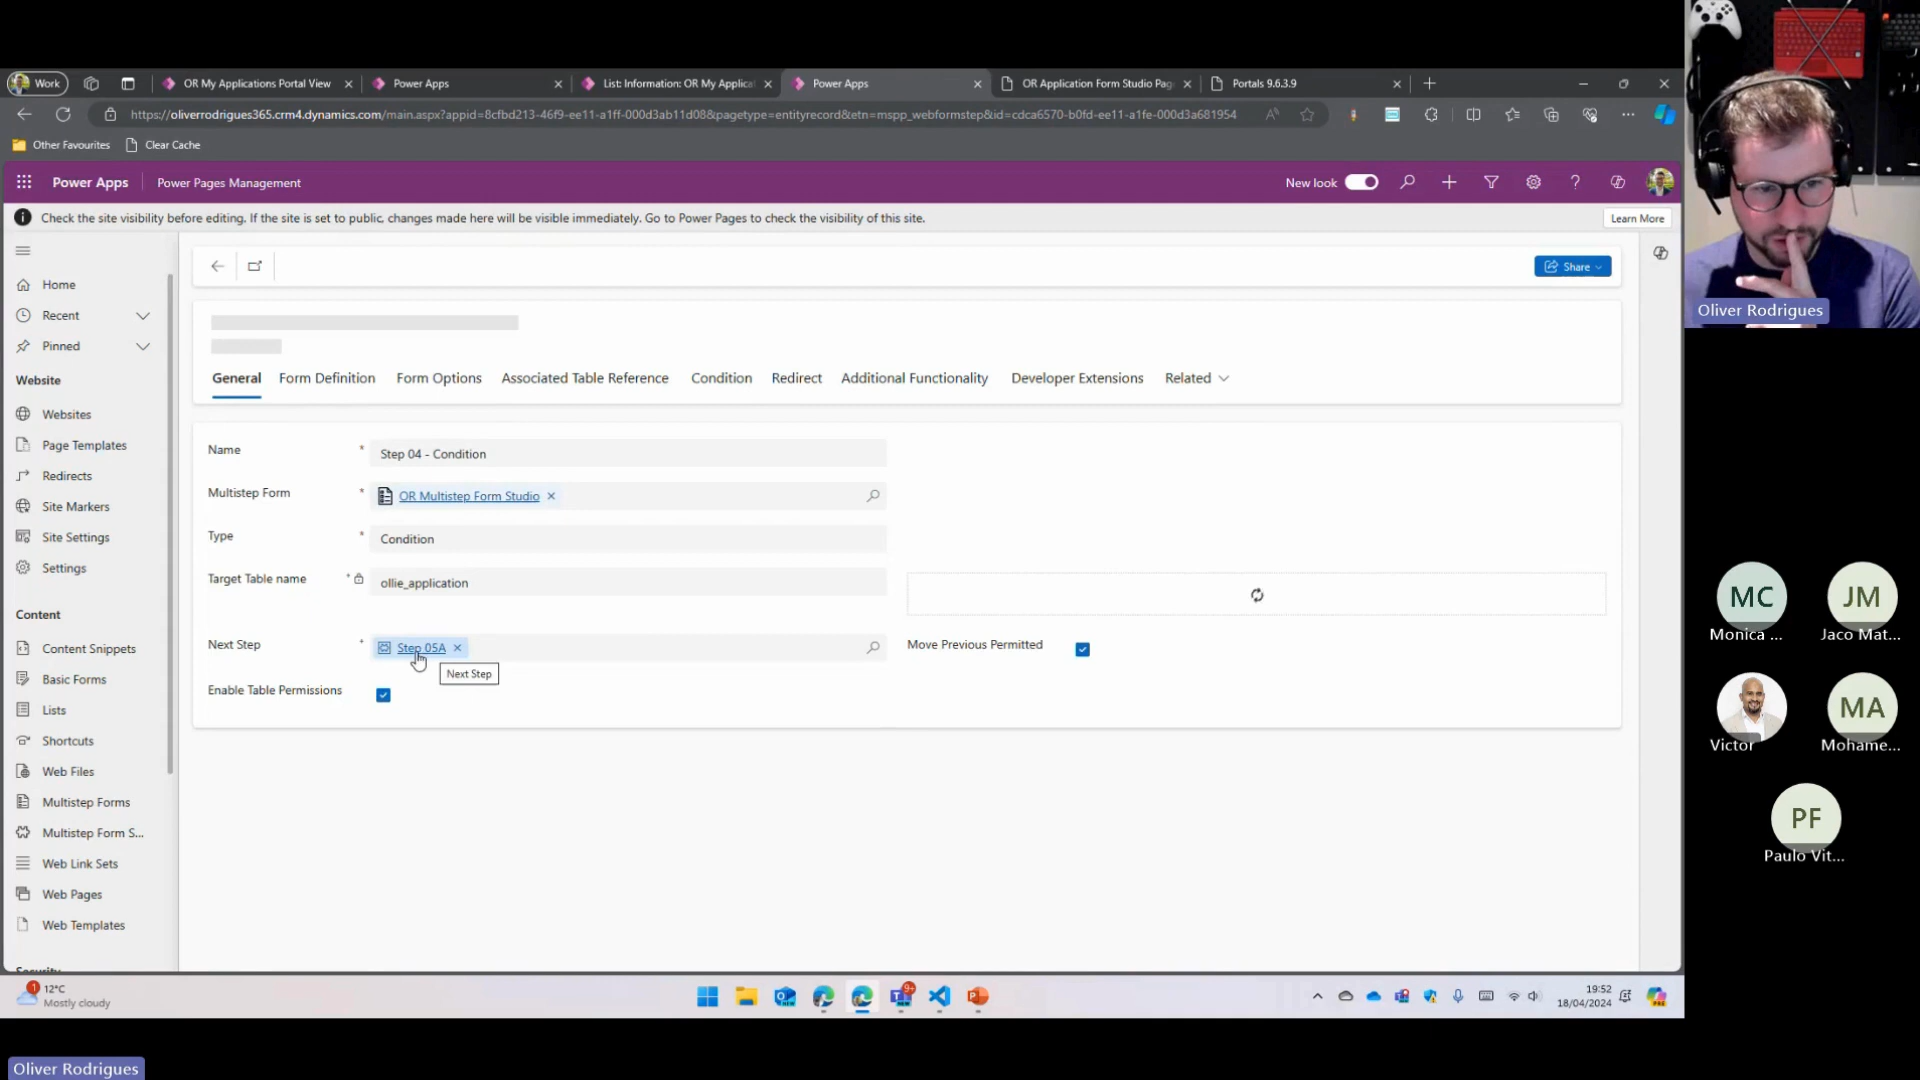 Work
OR My Applications Portal View
Power Apps
List: Information: OR My Applicat
Power Apps
OR Application Form Studio Pag
Portals 9.6.3.9
https://oliverrodrigues365.crm4.dynamics.com/main.aspx?appid=8cfbd213-46f9-ee11-a1ff-000d3ab11d08&pagetype=entityrecord&etn=mspp_webformstep&id=cdca6570-b0fd-ee11-a1fe-000d3a681954
Other Favourites
Clear Cache
Power Apps
Power Pages Management
New look
Check the site visibility before editing. If the site is set to public, changes made here will be visible immediately. Go to Power Pages to check the visibility of this site.
Learn More
Home
Recent
Pinned
Website
Websites
Page Templates
Redirects
Site Markers
Site Settings
Settings
Content
Content Snippets
Basic Forms
Lists
Shortcuts
Web Files
Multistep Forms
Multistep Form S...
Web Link Sets
Web Pages
Web Templates
Security
Share
General
Form Definition
Form Options
Associated Table Reference
Condition
Redirect
Additional Functionality
Developer Extensions
Related
Name * Step 04 - Condition
Multistep Form * OR Multistep Form Studio
Type * Condition
Target Table name * ollie_application
Next Step * Step 05A
Next Step
Move Previous Permitted
Enable Table Permissions
1
12°C
Mostly cloudy
9+
NEW
19:52
18/04/2024
PRE
Oliver Rodrigues
MC
Monica ...
JM
Jaco Mat...
Victor
MA
Mohame...
PF
Paulo Vit...
Oliver Rodrigues